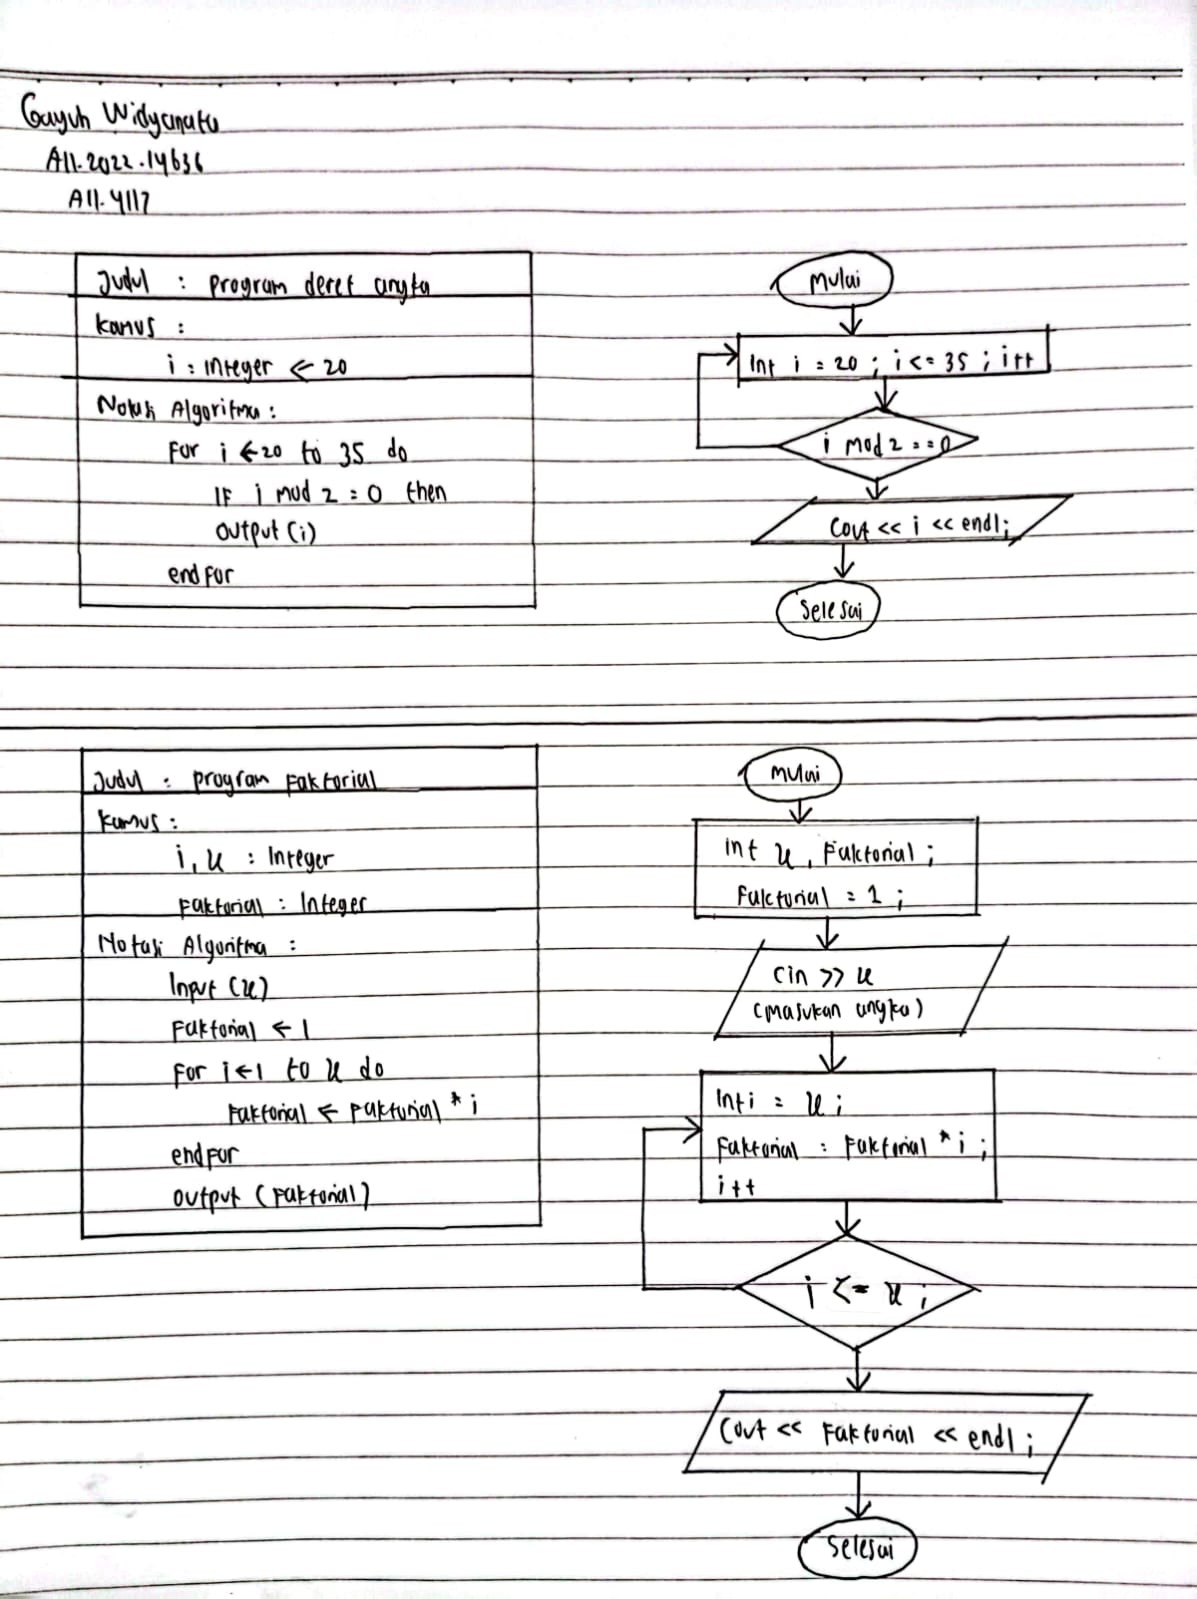 Gayuh Widyanata
A11.2022.14636
A11.4117
Judul : program deret angka
Kamus :
i : integer ← 20
Notasi Algoritma :
For i ← 20 to 35 do
IF i mod 2 = 0 then
output (i)
end for
Mulai
Int i = 20 ; i <= 35 ; i++
i mod 2 == 0
Cout << i << endl;
Selesai
Judul : program Faktorial
Kamus :
i, x : Integer
Faktorial : Integer
Notasi Algoritma :
Input (x)
Faktorial ← 1
For i ← 1 to x do
Faktorial ← Faktorial * i
end for
output (Faktorial)
Mulai
Int x, Faktorial ;
Faktorial = 1 ;
Cin >> x
(masukan angka)
Int i = x ;
Faktorial = Faktorial * i ;
i++
i <= x ;
Cout << Faktorial << endl ;
Selesai